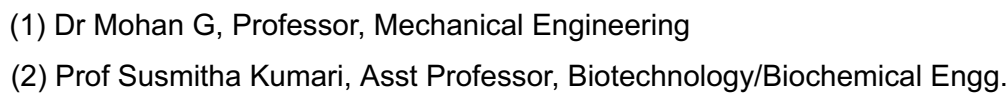 (1) Dr Mohan G, Professor, Mechanical Engineering
(2) Prof Susmitha Kumari, Asst Professor, Biotechnology/Biochemical Engg.